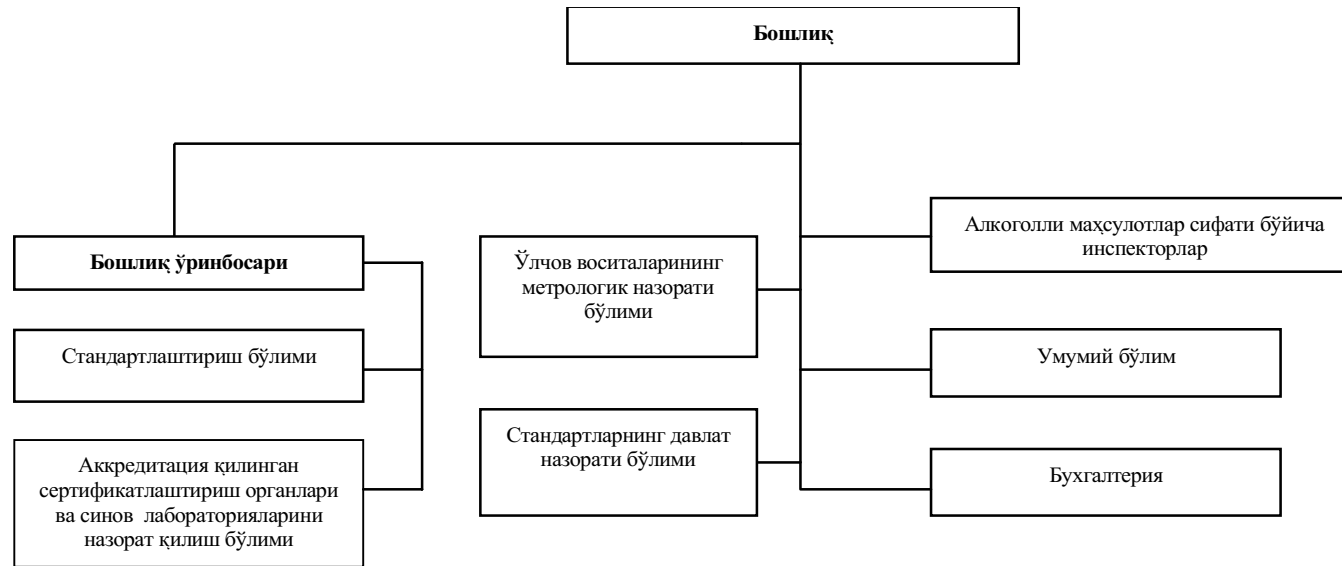 Бошлиқ
Бошлиқ ўринбосари
Стандартлаштириш бўлими
Аккредитация қилинган
сертификатлаштириш органлари
ва синов лабораторияларини
назорат қилиш бўлими
Ўлчов воситаларининг
метрологик назорати
бўлими
Стандартларнинг давлат
назорати бўлими
Алкоголли маҳсулотлар сифати бўйича
инспекторлар
Умумий бўлим
Бухгалтерия